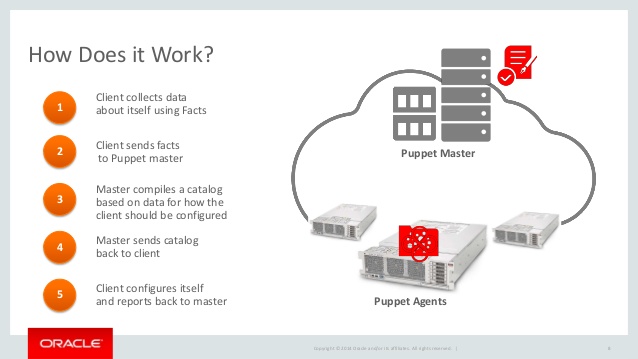 How Does it Work?
1
Client collects data
about itself using Facts
2
Client sends facts
to Puppet master
3
Master compiles a catalog
based on data for how the
client should be configured
4
Master sends catalog
back to client
5
Client configures itself
and reports back to master
Puppet Master
Puppet Agents
ORACLE
Copyright © 2014 Oracle and/or its affiliates. All rights reserved. |